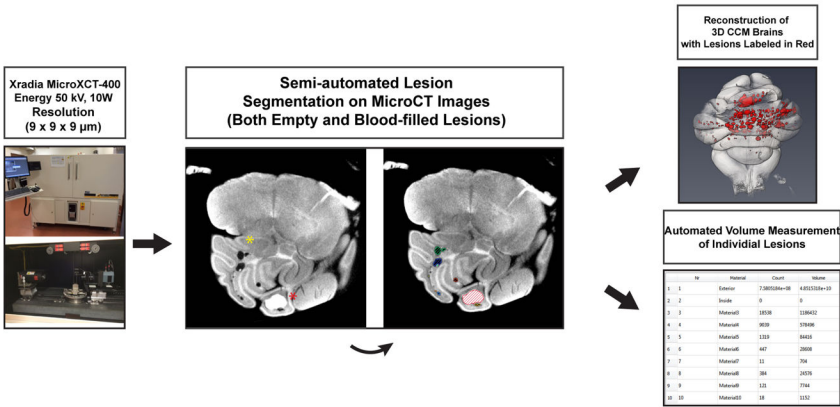 Xradia MicroXCT-400
Energy 50 kV, 10W
Resolution
(9 x 9 x 9 µm)
Semi-automated Lesion
Segmentation on MicroCT Images
(Both Empty and Blood-filled Lesions)
*
*
Reconstruction of
3D CCM Brains
with Lesions Labeled in Red
Automated Volume Measurement
of Individial Lesions
Nr Material Count Volume
1 1 Exterior 7.5805184e+08 4.8515318e+10
2 2 Inside 0 0
3 3 Material3 18538 1186432
4 4 Material4 9039 578496
5 5 Material5 1319 84416
6 6 Material6 447 28608
7 7 Material7 11 704
8 8 Material8 384 24576
9 9 Material9 121 7744
10 10 Material10 18 1152